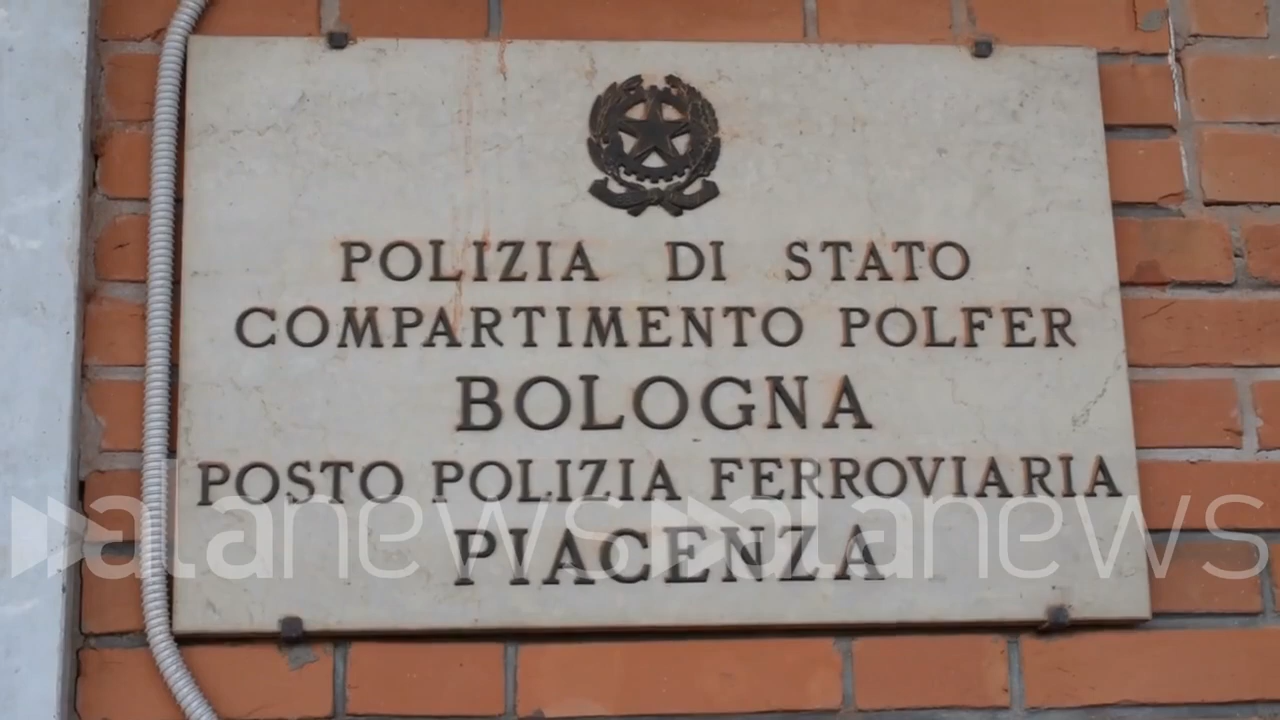 POLIZIA DI STATO
COMPARTIMENTO POLFER
BOLOGNA
POSTO POLIZIA FERROVIARIA
PIACENZA
alanews alanews